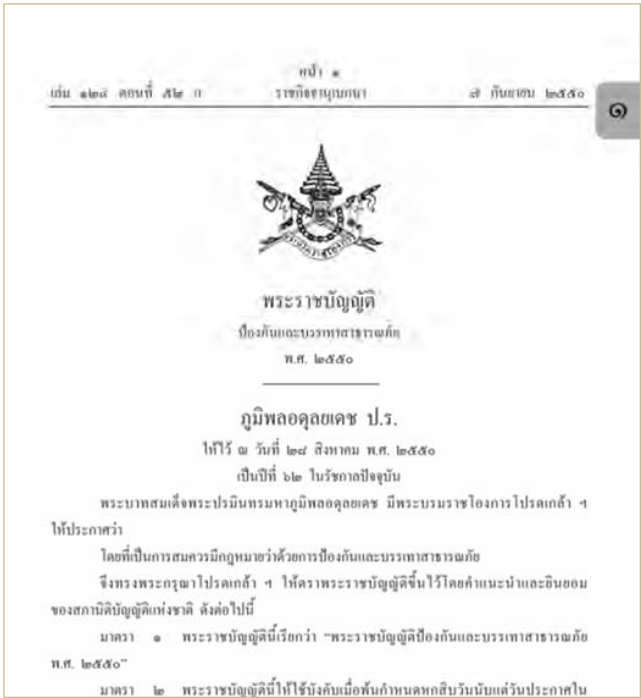 หน้า ๑
เล่ม ๑๒๔ ตอนที่ ๕๒ ก
ราชกิจจานุเบกษา
๗ กันยายน ๒๕๕๐
๑
พระราชบัญญัติ
ป้องกันและบรรเทาสาธารณภัย
พ.ศ. ๒๕๕๐
ภูมิพลอดุลยเดช ป.ร.
ให้ไว้ ณ วันที่ ๒๘ สิงหาคม พ.ศ. ๒๕๕๐
เป็นปีที่ ๖๒ ในรัชกาลปัจจุบัน
พระบาทสมเด็จพระปรมินทรมหาภูมิพลอดุลยเดช มีพระบรมราชโองการโปรดเกล้า ฯ
ให้ประกาศว่า
โดยที่เป็นการสมควรมีกฎหมายว่าด้วยการป้องกันและบรรเทาสาธารณภัย
จึงทรงพระกรุณาโปรดเกล้า ฯ ให้ตราพระราชบัญญัติขึ้นไว้โดยคำแนะนำและยินยอม
ของสภานิติบัญญัติแห่งชาติ ดังต่อไปนี้
มาตรา ๑ พระราชบัญญัตินี้เรียกว่า “พระราชบัญญัติป้องกันและบรรเทาสาธารณภัย
พ.ศ. ๒๕๕๐”
มาตรา ๒ พระราชบัญญัตินี้ให้ใช้บังคับเมื่อพ้นกำหนดหกสิบวันนับแต่วันประกาศใน